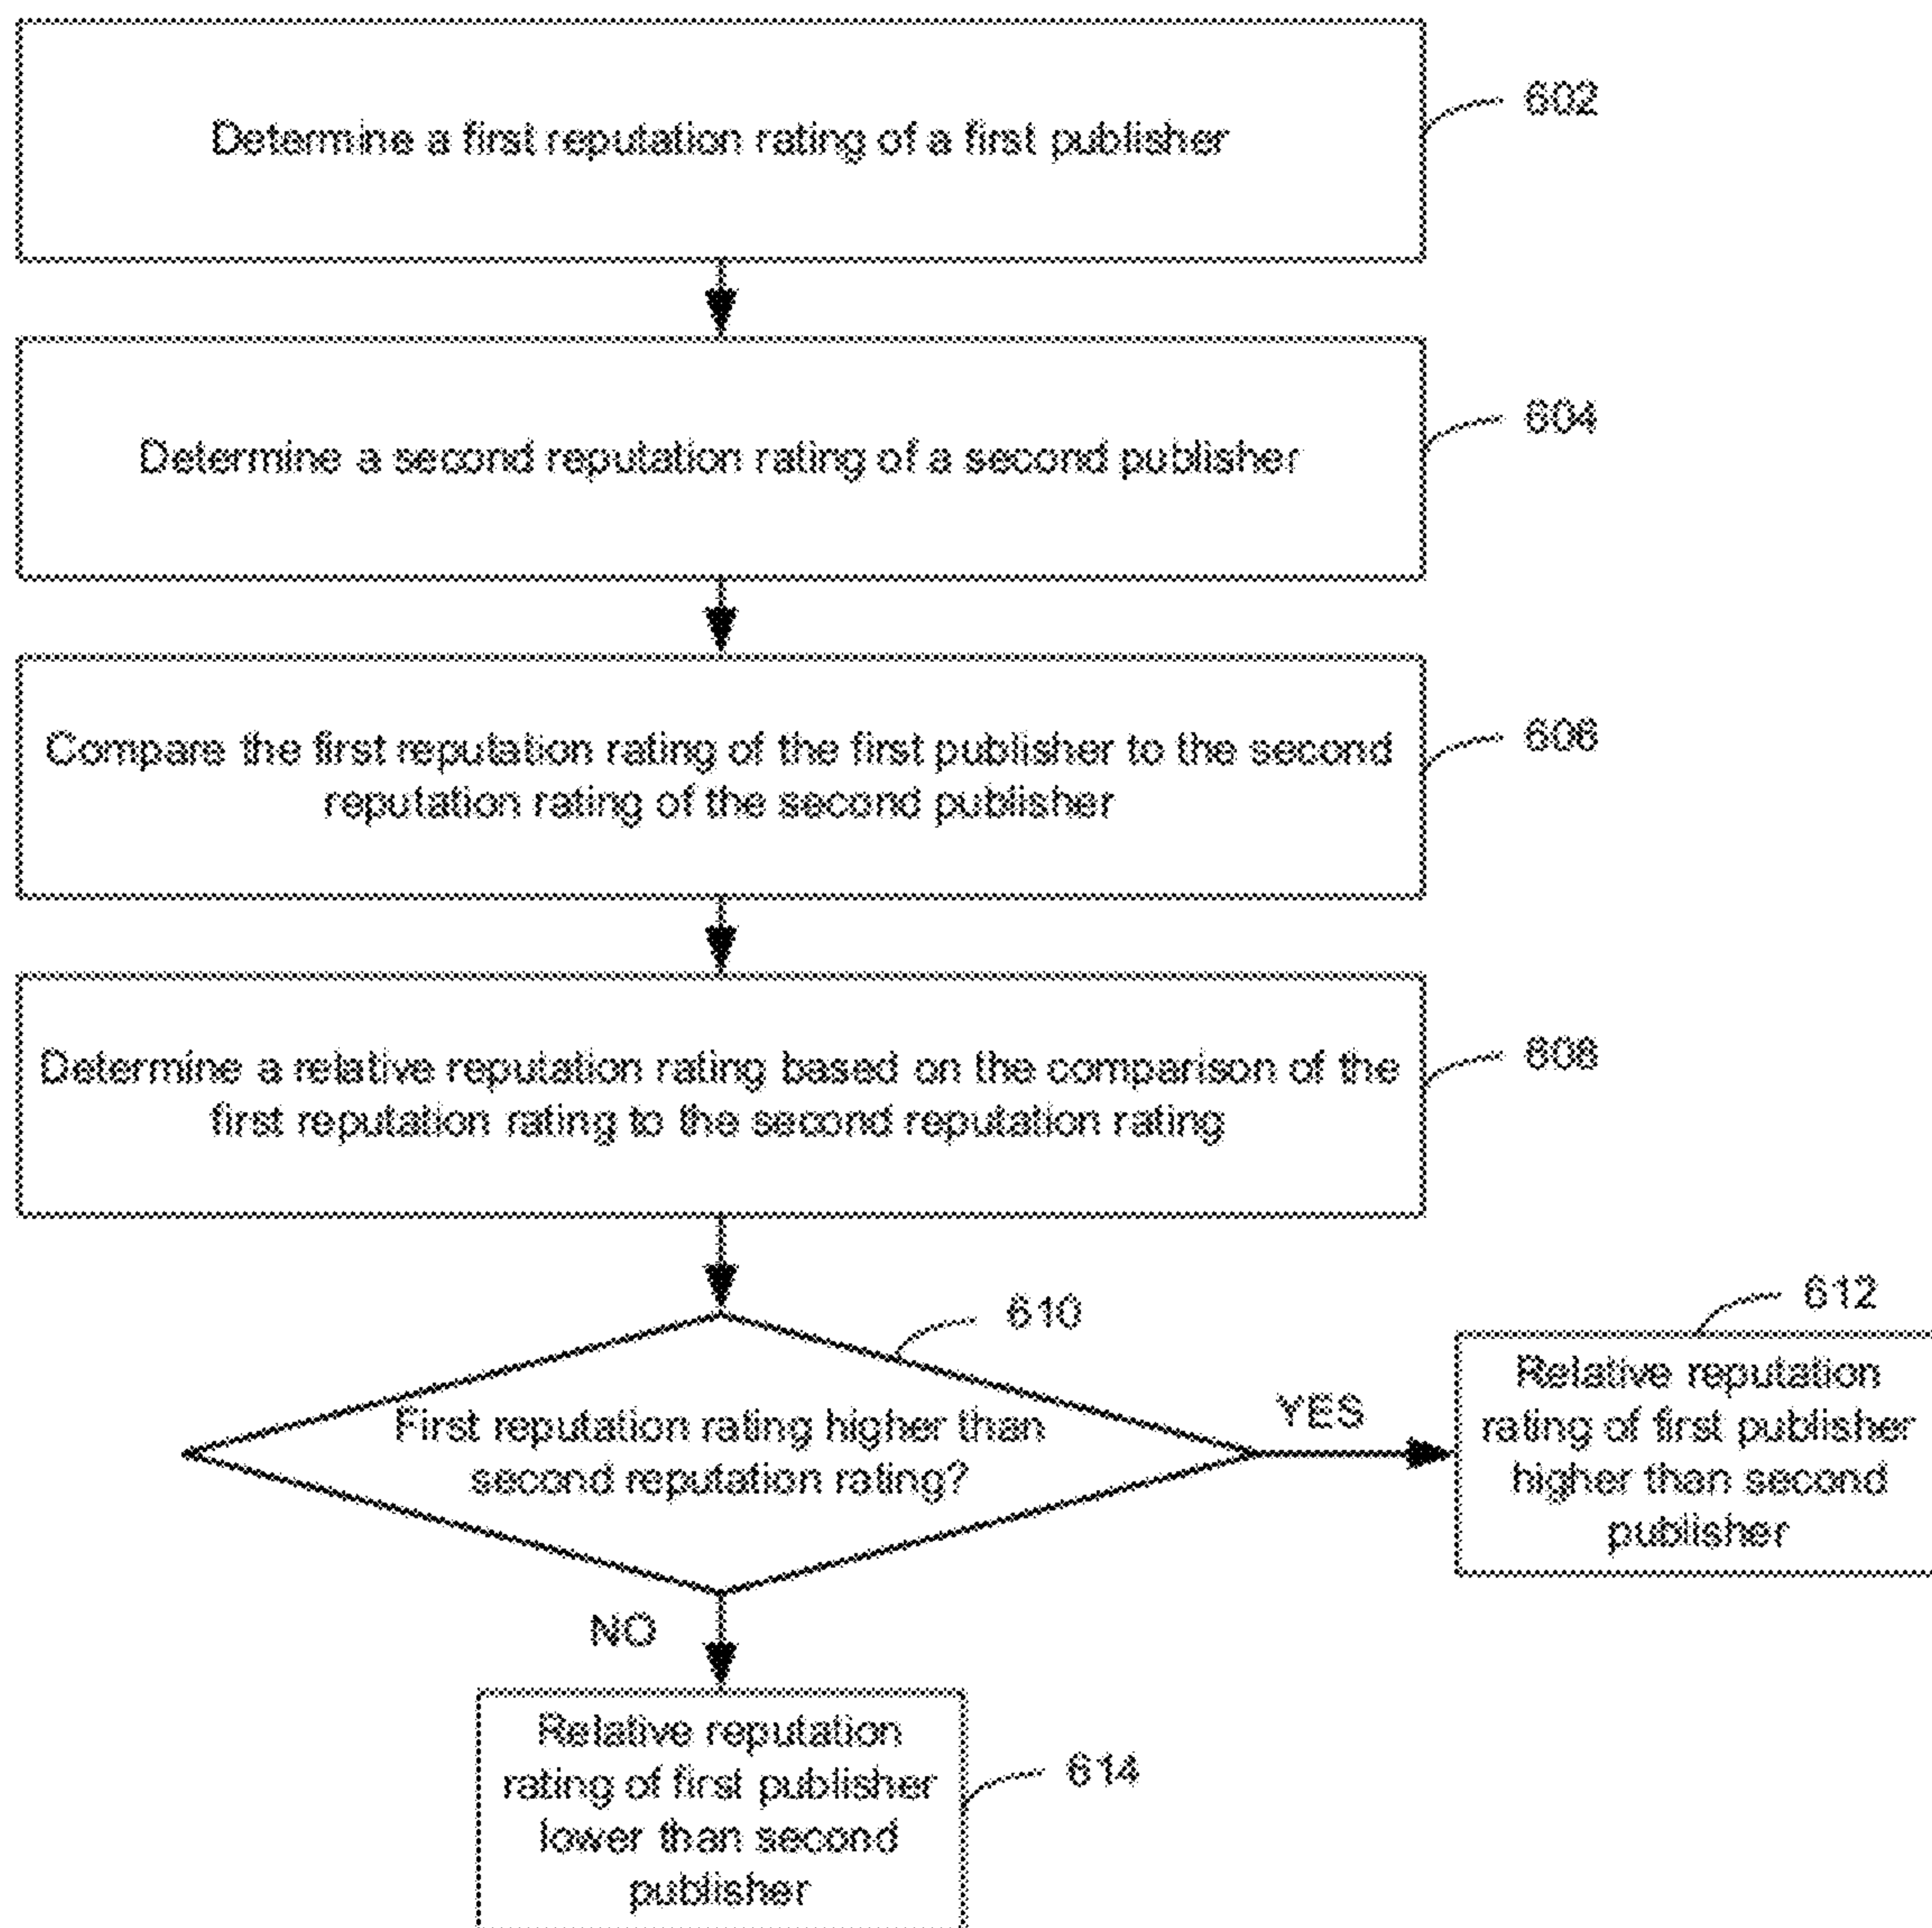 Determine a first reputation rating of a first publisher
602
Determine a second reputation rating of a second publisher
604
Compare the first reputation rating of the first publisher to the second
reputation rating of the second publisher
606
Determine a relative reputation rating based on the comparison of the
first reputation rating to the second reputation rating
608
610
First reputation rating higher than
second reputation rating?
YES
612
Relative reputation
rating of first publisher
higher than second
publisher
NO
Relative reputation
rating of first publisher
lower than second
publisher
614